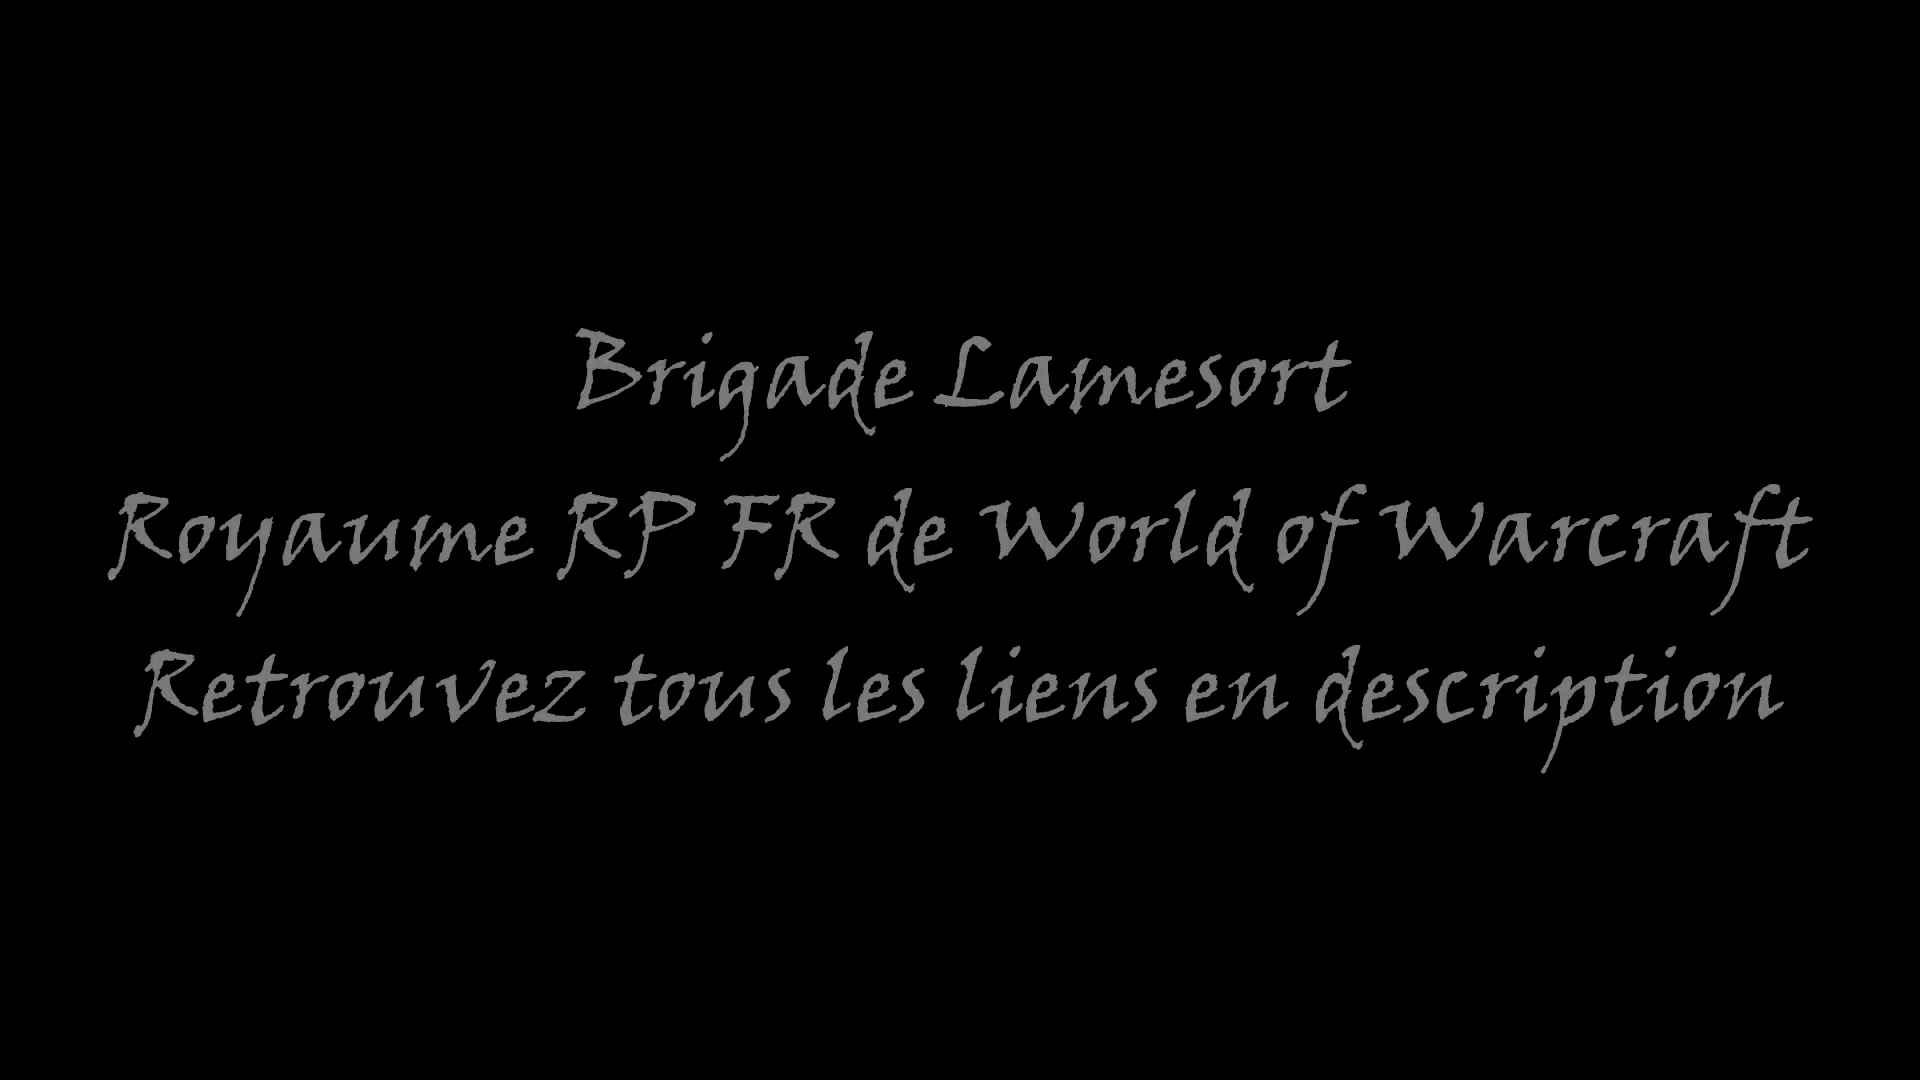 Brigade Lamesort
Royaume RP FR de World of Warcraft
Retrouvez tous les liens en description